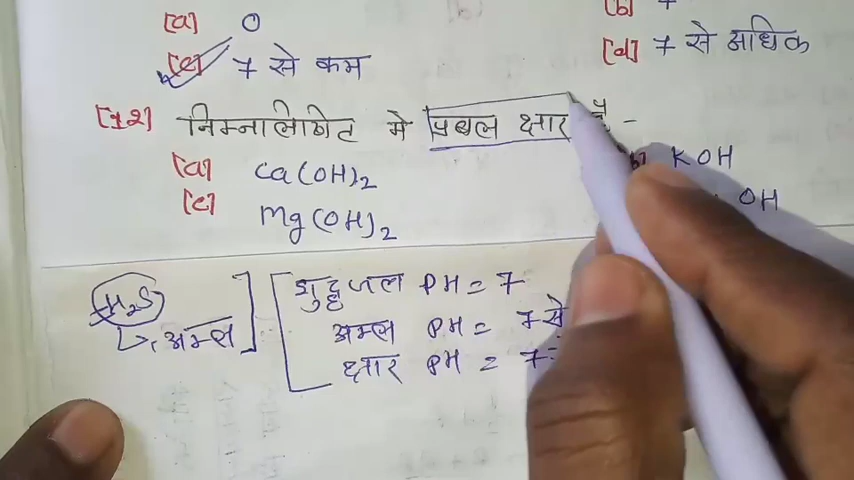 [a] 0
[b] 7
[c] 7 से कम
[d] 7 से अधिक
[12] निम्नलिखित मे प्रबल क्षार है -
[a] Ca(OH)2
[b] KOH
[c] Mg(OH)2
OH
H2S
अम्ल
शुद्ध जल PH = 7
अम्ल PH = 7 से
क्षार PH = 7